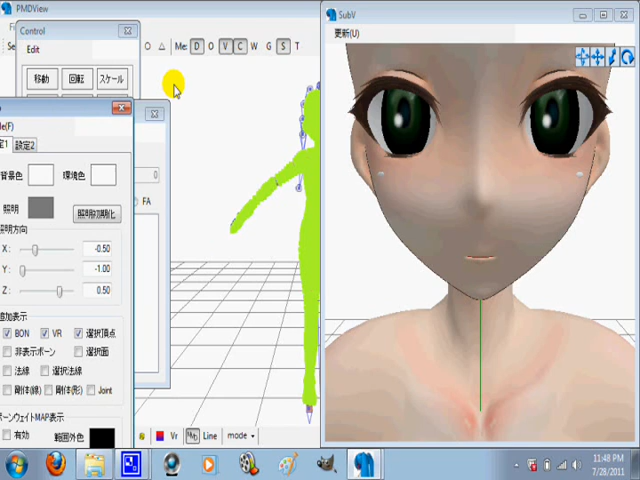 PMDView
SubV
Control
更新(U)
Edit
Me: D O V C W G S T
移動 回転 スケール
設定2
FA
背景色 環境色
照明
照明初期化
照明方向
X: -0.50
Y: -1.00
Z: 0.50
追加表示
BON VR 選択頂点
非表示ボーン 選択面
法線 選択法線
剛体(線) 剛体(形) Joint
ボーンウェイトMAP表示
有効 範囲外色
Vr Line mode
11:48 PM
7/28/2011